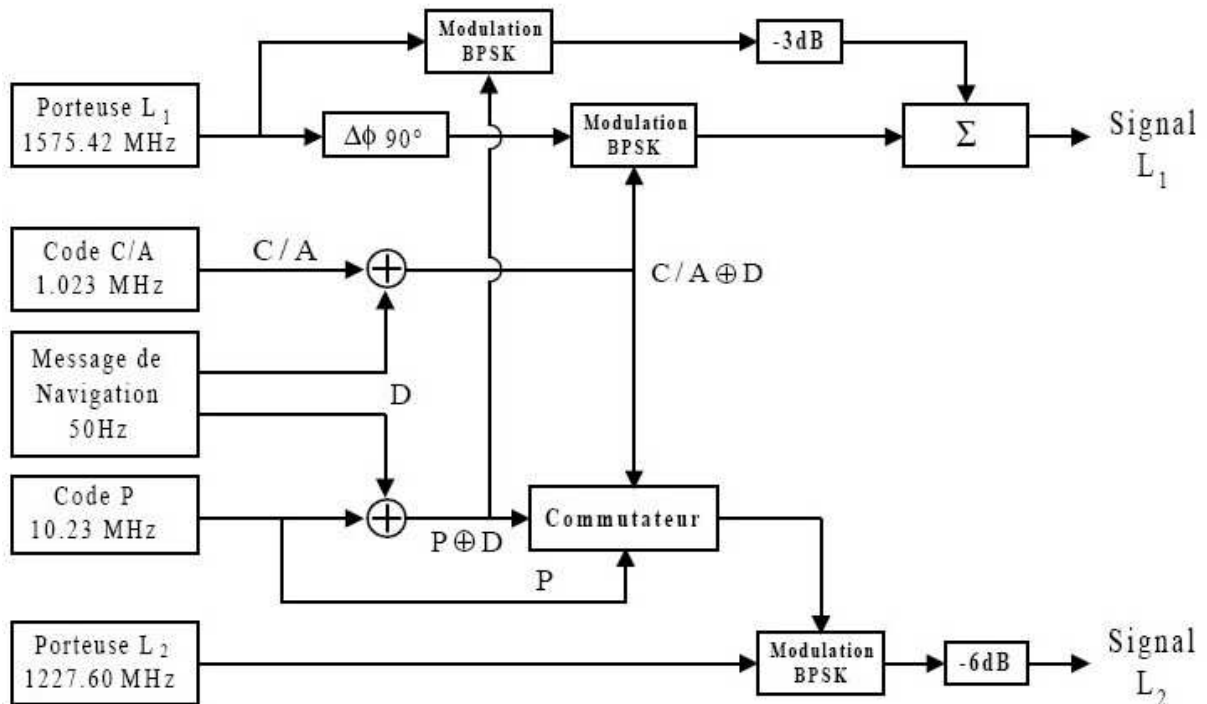 Modulation
BPSK
-3dB
Porteuse L₁
1575.42 MHz
Δϕ 90°
Modulation
BPSK
Σ
Signal
L₁
Code C/A
1.023 MHz
C/A
C/A⊕D
Message de
Navigation
50Hz
D
Code P
10.23 MHz
P⊕D
Commutateur
P
Porteuse L₂
1227.60 MHz
Modulation
BPSK
-6dB
Signal
L₂